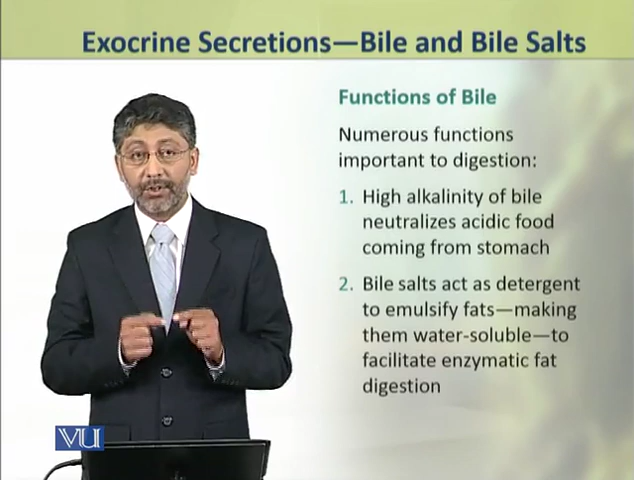 Exocrine Secretions—Bile and Bile Salts
Functions of Bile
Numerous functions
important to digestion:
1. High alkalinity of bile
neutralizes acidic food
coming from stomach
2. Bile salts act as detergent
to emulsify fats—making
them water-soluble—to
facilitate enzymatic fat
digestion
VU